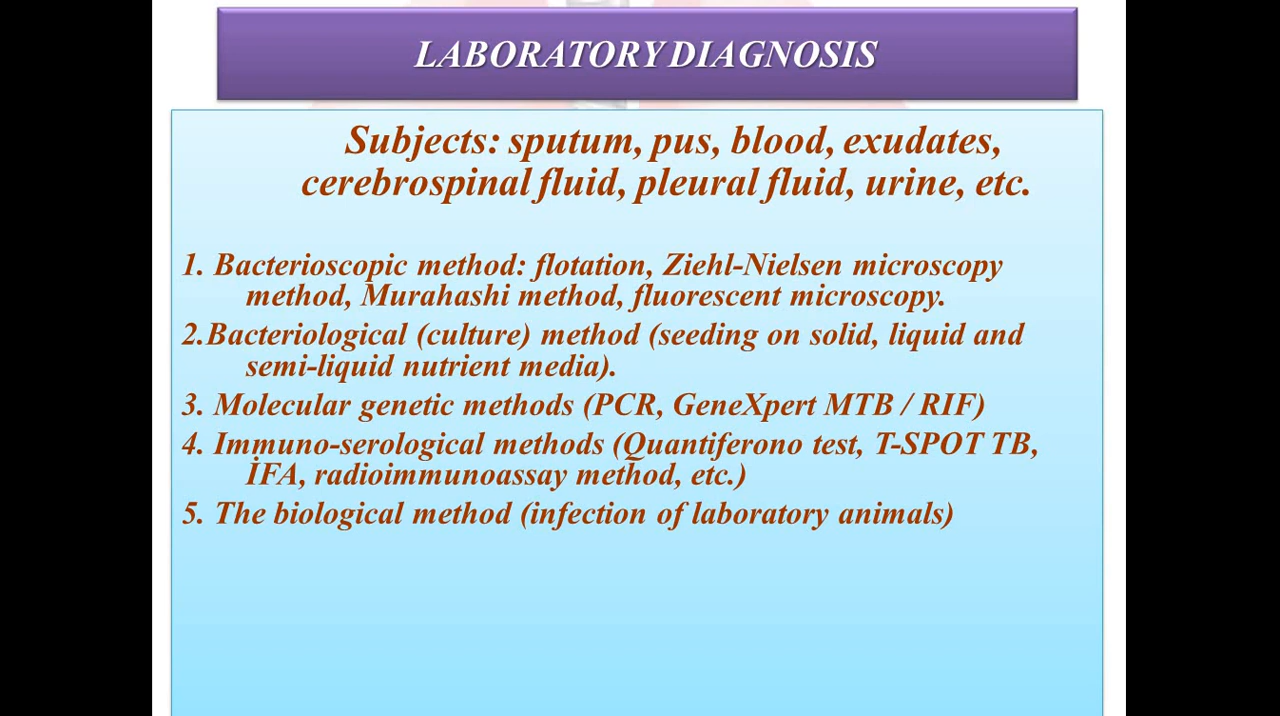 LABORATORY DIAGNOSIS
Subjects: sputum, pus, blood, exudates,
cerebrospinal fluid, pleural fluid, urine, etc.
1. Bacterioscopic method: flotation, Ziehl-Nielsen microscopy
method, Murahashi method, fluorescent microscopy.
2.Bacteriological (culture) method (seeding on solid, liquid and
semi-liquid nutrient media).
3. Molecular genetic methods (PCR, GeneXpert MTB / RIF)
4. Immuno-serological methods (Quantiferono test, T-SPOT TB,
İFA, radioimmunoassay method, etc.)
5. The biological method (infection of laboratory animals)